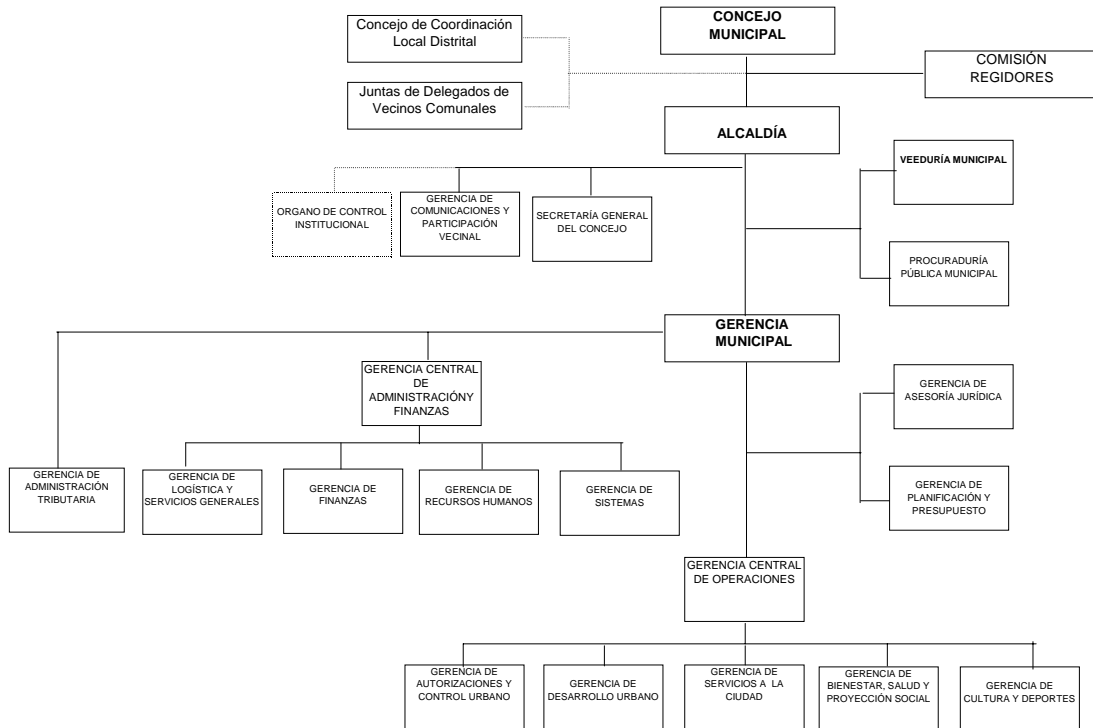 CONCEJO
MUNICIPAL
Concejo de Coordinación
Local Distrital
COMISIÓN
REGIDORES
Juntas de Delegados de
Vecinos Comunales
ALCALDÍA
VEEDURÍA MUNICIPAL
ORGANO DE CONTROL
INSTITUCIONAL
GERENCIA DE
COMUNICACIONES Y
PARTICIPACIÓN
VECINAL
SECRETARÍA GENERAL
DEL CONCEJO
PROCURADURÍA
PÚBLICA MUNICIPAL
GERENCIA
MUNICIPAL
GERENCIA CENTRAL
DE
ADMINISTRACIÓNY
FINANZAS
GERENCIA DE
ASESORÍA JURÍDICA
GERENCIA DE
ADMINISTRACIÓN
TRIBUTARIA
GERENCIA DE
LOGÍSTICA Y
SERVICIOS GENERALES
GERENCIA DE
FINANZAS
GERENCIA DE
RECURSOS HUMANOS
GERENCIA DE
SISTEMAS
GERENCIA DE
PLANIFICACIÓN Y
PRESUPUESTO
GERENCIA CENTRAL
DE OPERACIONES
GERENCIA DE
AUTORIZACIONES Y
CONTROL URBANO
GERENCIA DE
DESARROLLO URBANO
GERENCIA DE
SERVICIOS A LA
CIUDAD
GERENCIA DE
BIENESTAR, SALUD Y
PROYECCIÓN SOCIAL
GERENCIA DE
CULTURA Y DEPORTES